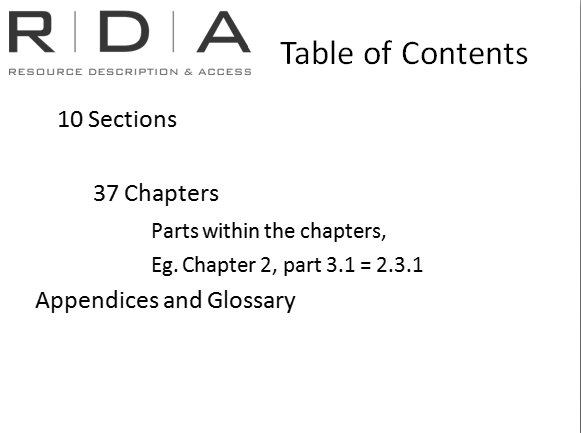 R | D | A
RESOURCE DESCRIPTION & ACCESS
Table of Contents
10 Sections
37 Chapters
Parts within the chapters,
Eg. Chapter 2, part 3.1 = 2.3.1
Appendices and Glossary